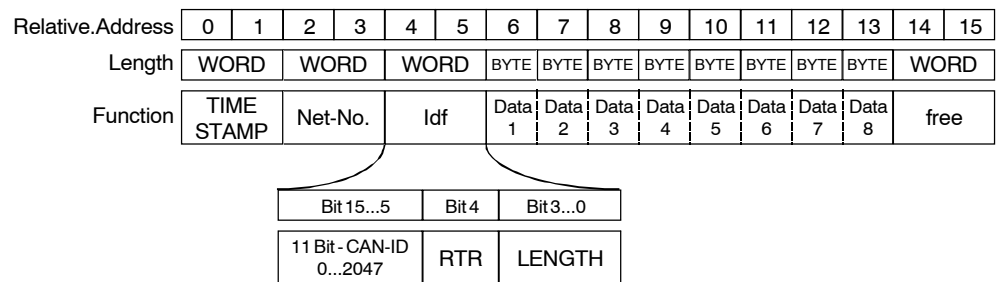 Relative.Address 0 1 2 3 4 5 6 7 8 9 10 11 12 13 14 15
Length WORD WORD WORD BYTE BYTE BYTE BYTE BYTE BYTE BYTE BYTE WORD
Function TIME STAMP Net-No. Idf Data 1 Data 2 Data 3 Data 4 Data 5 Data 6 Data 7 Data 8 free
Bit 15...5 Bit 4 Bit 3...0
11 Bit-CAN-ID 0...2047 RTR LENGTH